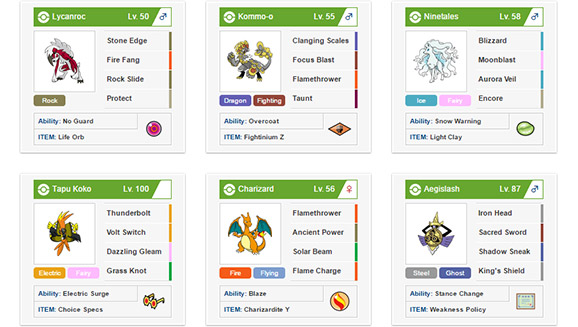 Lycanroc Lv. 50 ♂
Stone Edge
Fire Fang
Rock Slide
Protect
Rock
Ability: No Guard
ITEM: Life Orb
Kommo-o Lv. 55 ♂
Clanging Scales
Focus Blast
Flamethrower
Taunt
Dragon Fighting
Ability: Overcoat
ITEM: Fightinium Z
Ninetales Lv. 58 ♂
Blizzard
Moonblast
Aurora Veil
Encore
Ice Fairy
Ability: Snow Warning
ITEM: Light Clay
Tapu Koko Lv. 100
Thunderbolt
Volt Switch
Dazzling Gleam
Grass Knot
Electric Fairy
Ability: Electric Surge
ITEM: Choice Specs
Charizard Lv. 56 ♀
Flamethrower
Ancient Power
Solar Beam
Flame Charge
Fire Flying
Ability: Blaze
ITEM: Charizardite Y
Aegislash Lv. 87 ♂
Iron Head
Sacred Sword
Shadow Sneak
King's Shield
Steel Ghost
Ability: Stance Change
ITEM: Weakness Policy